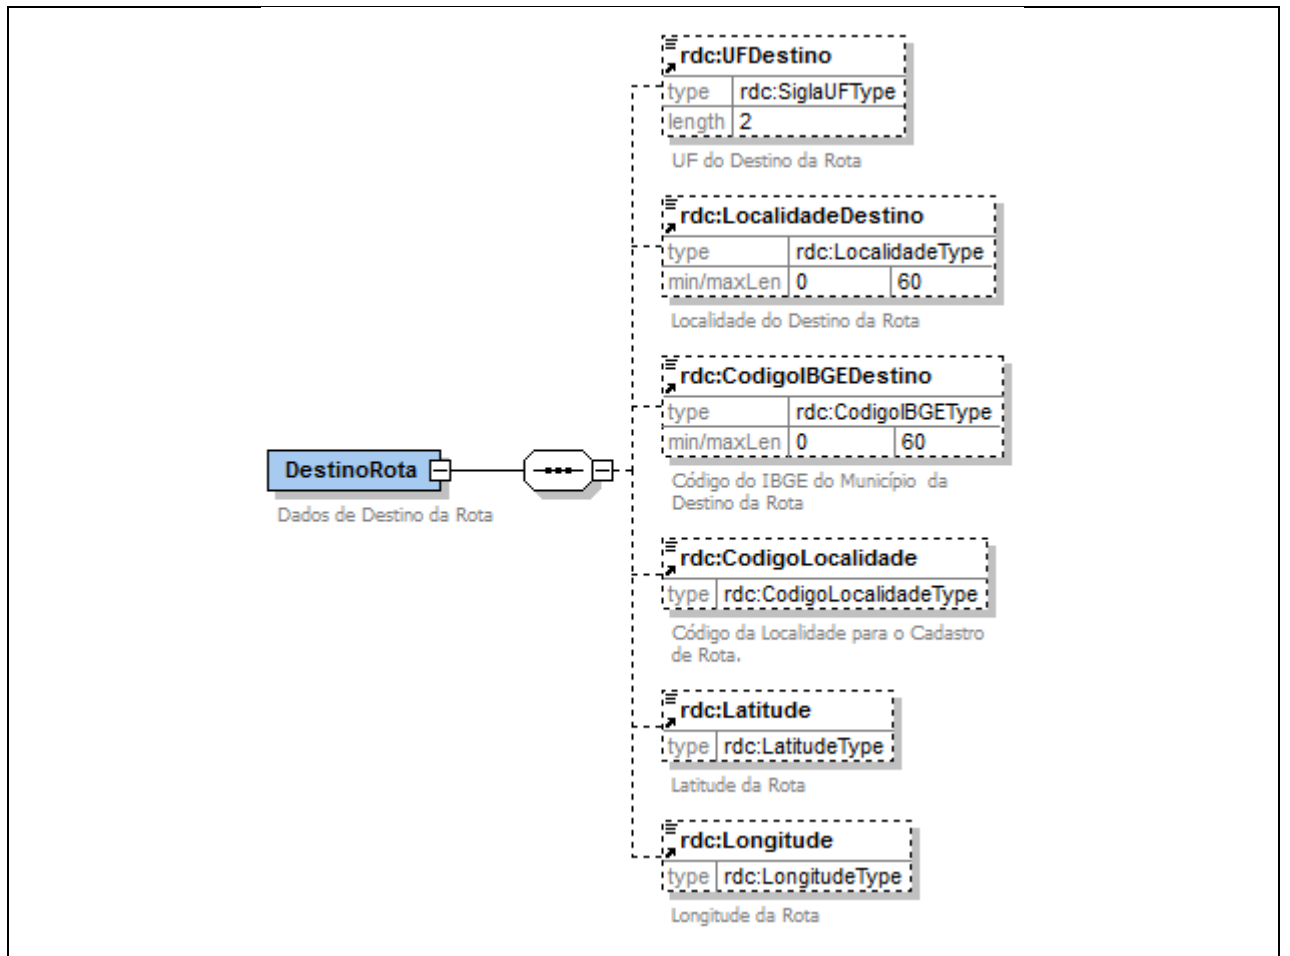 rdc:UFDestino
type rdc:SiglaUFType
length 2
UF do Destino da Rota
rdc:LocalidadeDestino
type rdc:LocalidadeType
min/maxLen 0 60
Localidade do Destino da Rota
rdc:CodigoIBGEDestino
type rdc:CodigoIBGEType
min/maxLen 0 60
Código do IBGE do Município da
Destino da Rota
DestinoRota
Dados de Destino da Rota
rdc:CodigoLocalidade
type rdc:CodigoLocalidadeType
Código da Localidade para o Cadastro
de Rota.
rdc:Latitude
type rdc:LatitudeType
Latitude da Rota
rdc:Longitude
type rdc:LongitudeType
Longitude da Rota